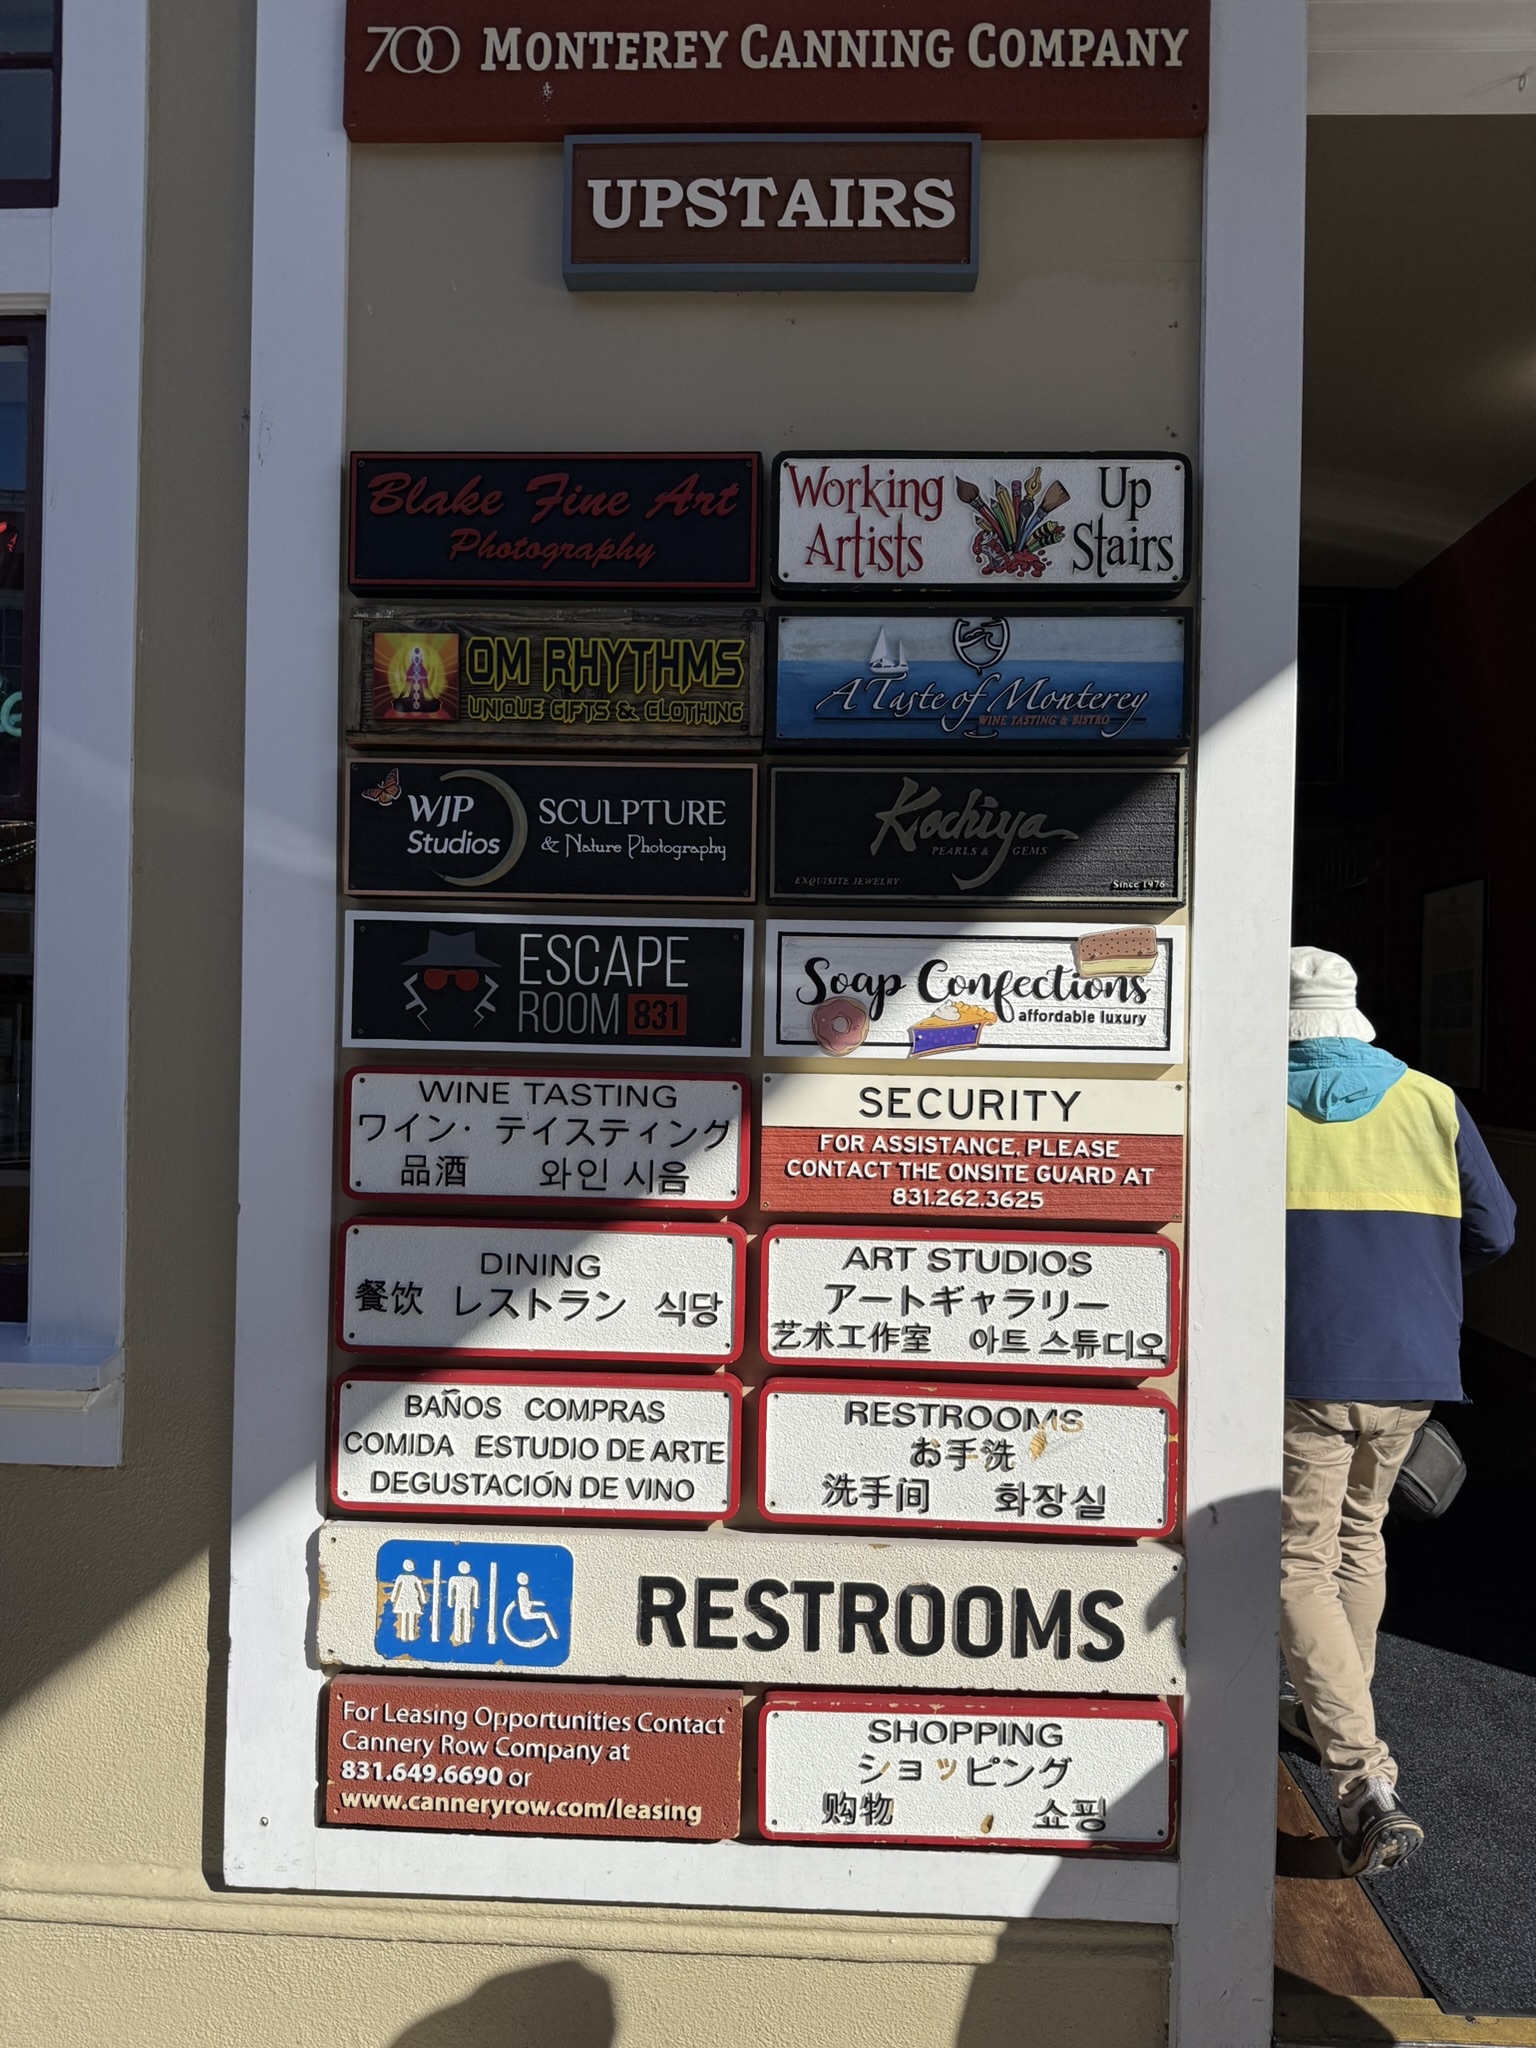 700 MONTEREY CANNING COMPANY
UPSTAIRS
Blake Fine Art
Photography
Working Artists Up Stairs
OM RHYTHMS
UNIQUE GIFTS & CLOTHING
A Taste of Monterey
WINE TASTING & BISTRO
WJP Studios
SCULPTURE
& Nature Photography
Kochiya
PEARLS & GEMS
EXQUISITE JEWELRY
Since 1976
ESCAPE
ROOM 831
Soap Confections
affordable luxury
WINE TASTING
ワイン・テイスティング
品酒 와인 시음
SECURITY
FOR ASSISTANCE, PLEASE
CONTACT THE ONSITE GUARD AT
831.262.3625
DINING
餐饮 レストラン 식당
ART STUDIOS
アートギャラリー
艺术工作室 아트 스튜디오
BAÑOS COMPRAS
COMIDA ESTUDIO DE ARTE
DEGUSTACIÓN DE VINO
RESTROOMS
お手洗
洗手间 화장실
RESTROOMS
For Leasing Opportunities Contact
Cannery Row Company at
831.649.6690 or
www.canneryrow.com/leasing
SHOPPING
ショッピング
购物 쇼핑